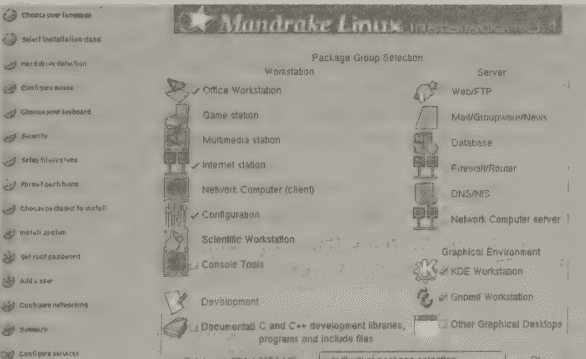 Choose your language
Select installation class
Hard drive detection
Configure mouse
Choose your keyboard
Security
Setup filesystems
Format partitions
Choose packages to install
Install system
Set root password
Add a user
Configure networking
Summary
Configure services
Mandrake Linux
Package Group Selection
Workstation
Office Workstation
Game station
Multimedia station
Internet station
Network Computer (client)
Configuration
Scientific Workstation
Console Tools
Development
Documentati C and C++ development libraries,
programs and include files
Server
Web/FTP
Mail/Groupware/News
Database
Firewall/Router
DNS/NIS
Network Computer server
Graphical Environment
KDE Workstation
Gnome Workstation
Other Graphical Desktops